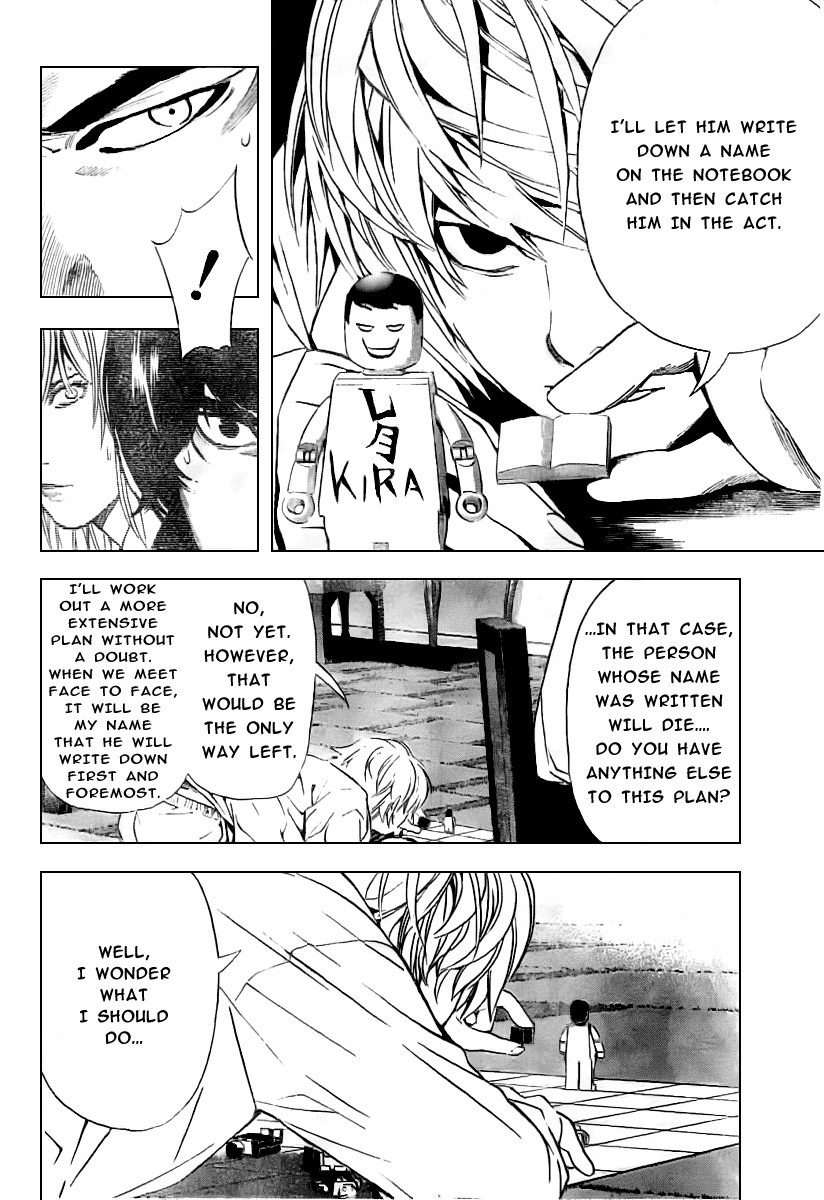 I'LL LET HIM WRITE
DOWN A NAME
ON THE NOTEBOOK
AND THEN CATCH
HIM IN THE ACT.
L
月
KIRA
!
...IN THAT CASE,
THE PERSON
WHOSE NAME
WAS WRITTEN
WILL DIE....
DO YOU HAVE
ANYTHING ELSE
TO THIS PLAN?
NO,
NOT YET.
HOWEVER,
THAT
WOULD BE
THE ONLY
WAY LEFT.
I'LL WORK
OUT A MORE
EXTENSIVE
PLAN WITHOUT
A DOUBT.
WHEN WE MEET
FACE TO FACE,
IT WILL BE
MY NAME
THAT HE WILL
WRITE DOWN
FIRST AND
FOREMOST.
WELL,
I WONDER
WHAT
I SHOULD
DO...